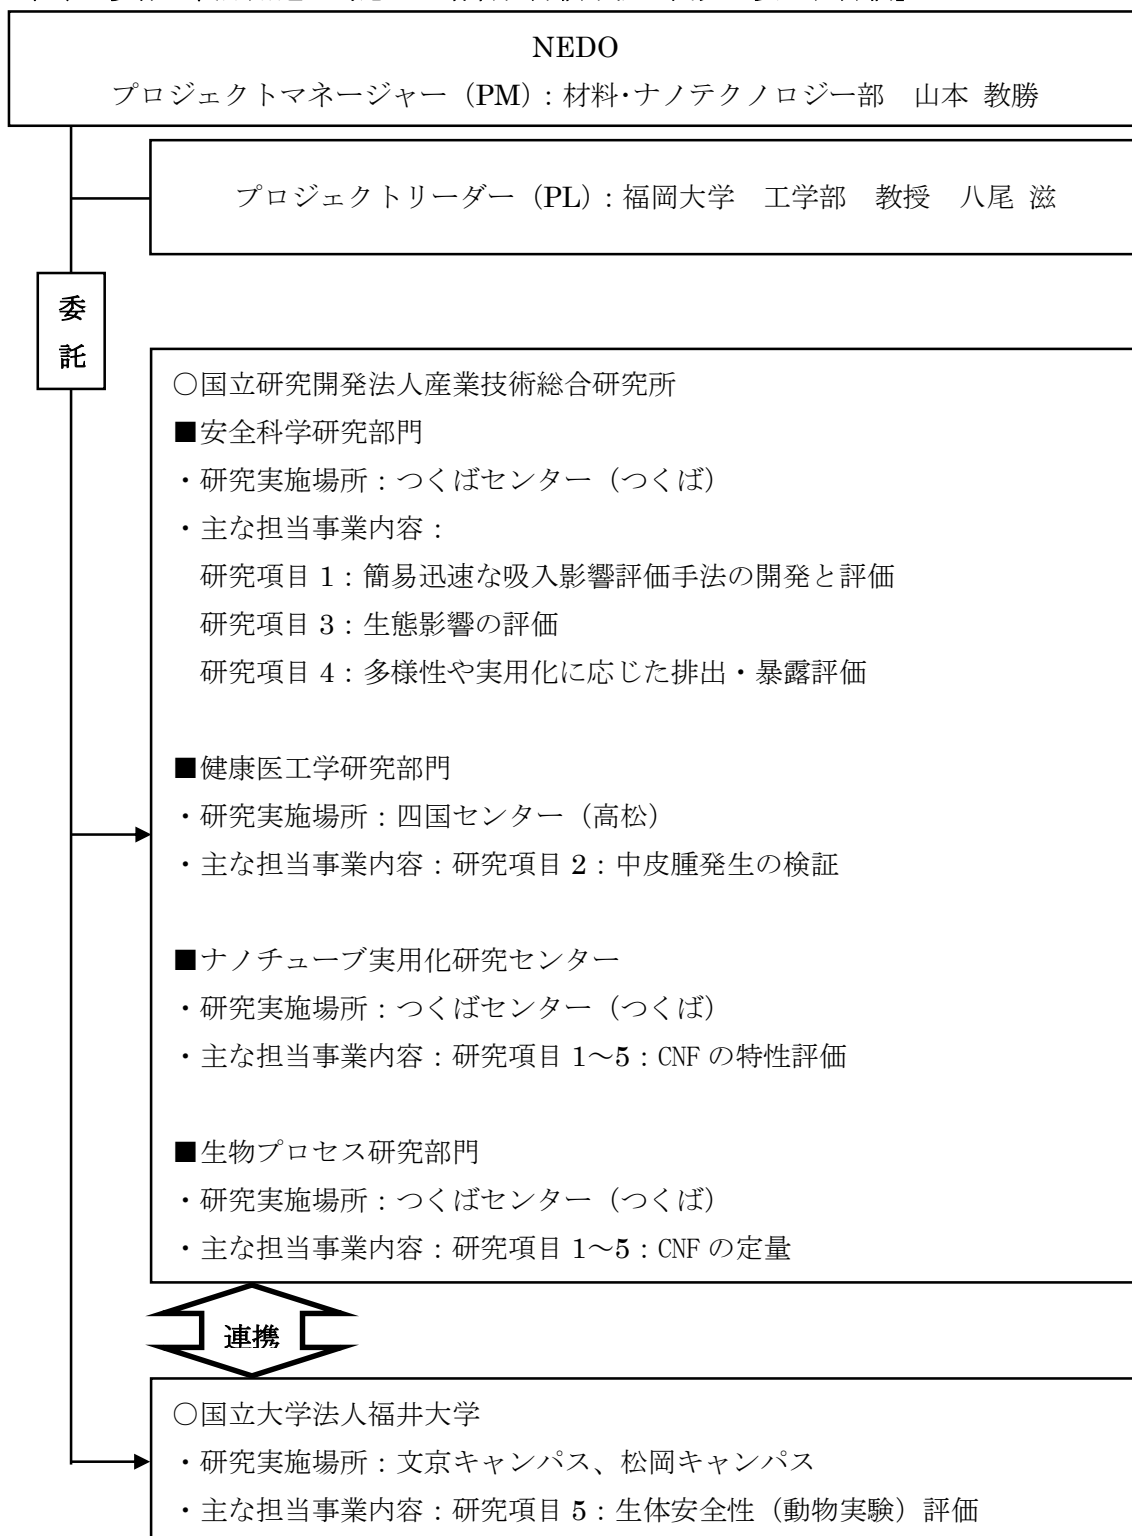 NEDO
プロジェクトマネージャー（PM）：材料・ナノテクノロジー部　山本 教勝
プロジェクトリーダー（PL）：福岡大学　工学部　教授　八尾 滋
委
託
○国立研究開発法人産業技術総合研究所
■安全科学研究部門
・研究実施場所：つくばセンター（つくば）
・主な担当事業内容：
研究項目 1：簡易迅速な吸入影響評価手法の開発と評価
研究項目 3：生態影響の評価
研究項目 4：多様性や実用化に応じた排出・暴露評価
■健康医工学研究部門
・研究実施場所：四国センター（高松）
・主な担当事業内容：研究項目 2：中皮腫発生の検証
■ナノチューブ実用化研究センター
・研究実施場所：つくばセンター（つくば）
・主な担当事業内容：研究項目 1～5：CNF の特性評価
■生物プロセス研究部門
・研究実施場所：つくばセンター（つくば）
・主な担当事業内容：研究項目 1～5：CNF の定量
連携
○国立大学法人福井大学
・研究実施場所：文京キャンパス、松岡キャンパス
・主な担当事業内容：研究項目 5：生体安全性（動物実験）評価